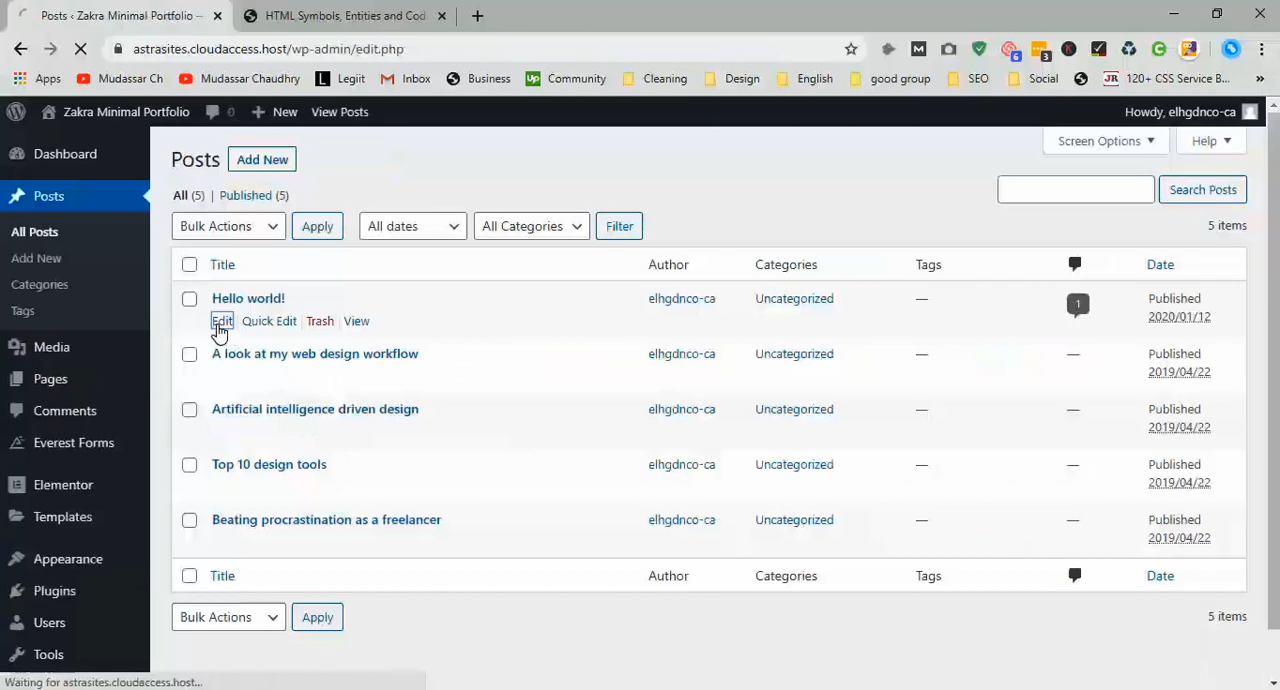 Posts ‹ Zakra Minimal Portfolio —
HTML Symbols, Entities and Cod
astrasites.cloudaccess.host/wp-admin/edit.php
6
3
Apps
Mudassar Ch
Mudassar Chaudhry
Legiit
Inbox
Business
Community
Cleaning
Design
English
good group
SEO
Social
120+ CSS Service B...
Zakra Minimal Portfolio
0
New
View Posts
Howdy, elhgdnco-ca
Dashboard
Posts
All Posts
Add New
Categories
Tags
Media
Pages
Comments
Everest Forms
Elementor
Templates
Appearance
Plugins
Users
Tools
Screen Options
Help
Posts
Add New
All (5) | Published (5)
Search Posts
Bulk Actions
Apply
All dates
All Categories
Filter
5 items
Title
Author
Categories
Tags
Date
Hello world!
elhgdnco-ca
Uncategorized
—
1
Published
2020/01/12
Edit | Quick Edit | Trash | View
A look at my web design workflow
elhgdnco-ca
Uncategorized
—
—
Published
2019/04/22
Artificial intelligence driven design
elhgdnco-ca
Uncategorized
—
—
Published
2019/04/22
Top 10 design tools
elhgdnco-ca
Uncategorized
—
—
Published
2019/04/22
Beating procrastination as a freelancer
elhgdnco-ca
Uncategorized
—
—
Published
2019/04/22
Title
Author
Categories
Tags
Date
Bulk Actions
Apply
5 items
Waiting for astrasites.cloudaccess.host...